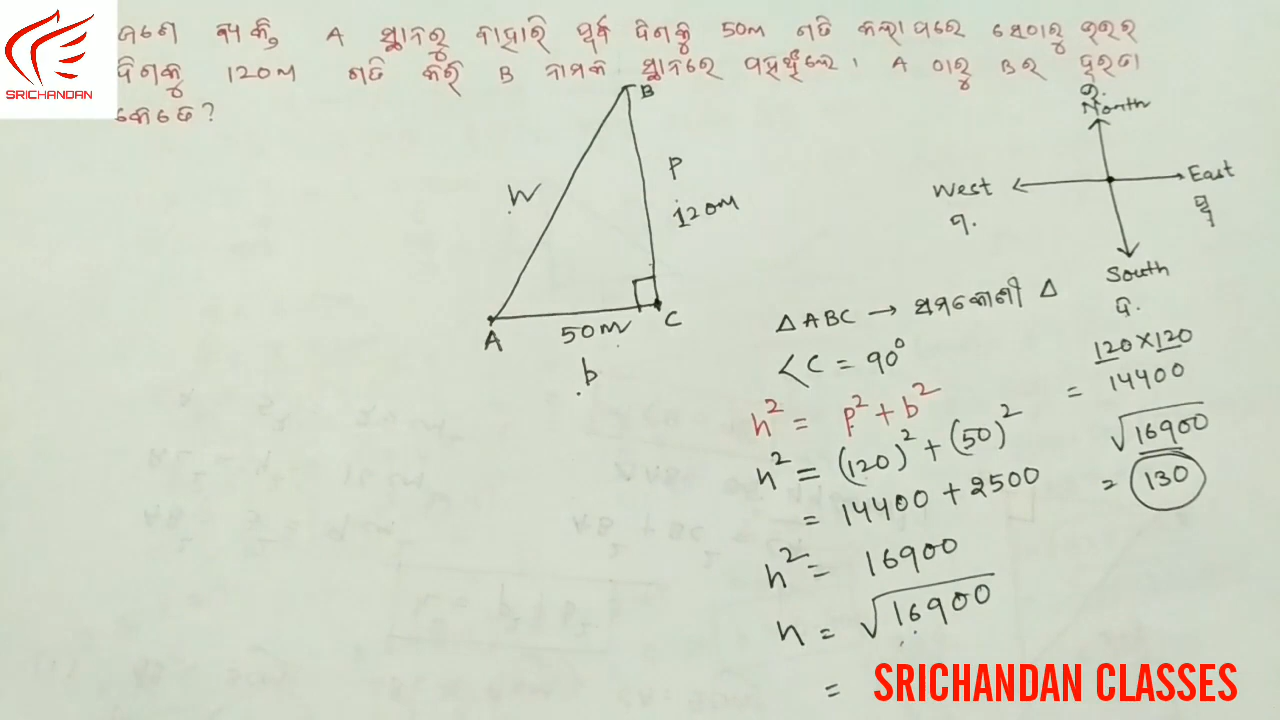 ଜଣେ ବ୍ୟକ୍ତି A ସ୍ଥାନରୁ ବାହାରି ପୂର୍ବ ଦିଗକୁ 50m ଗତି କଲା ପରେ ସେଠାରୁ ଉତ୍ତର
ଦିଗକୁ 120m ଗତି କରି B ନାମକ ସ୍ଥାନରେ ପହଞ୍ଚିଲେ। A ଠାରୁ Bର ଦୂରତା
କେତେ?
SRICHANDAN
B
h
P
120m
A
50m
C
b
ଉ.
North
West
ପ.
East
ପୂ
South
ଦ.
△ABC → ସମକୋଣୀ △
<C = 90°
h² = p² + b²
h² = (120)² + (50)²
= 14400 + 2500
h² = 16900
h = √16900
=
120×120
= 14400
√16900
= 130
SRICHANDAN CLASSES